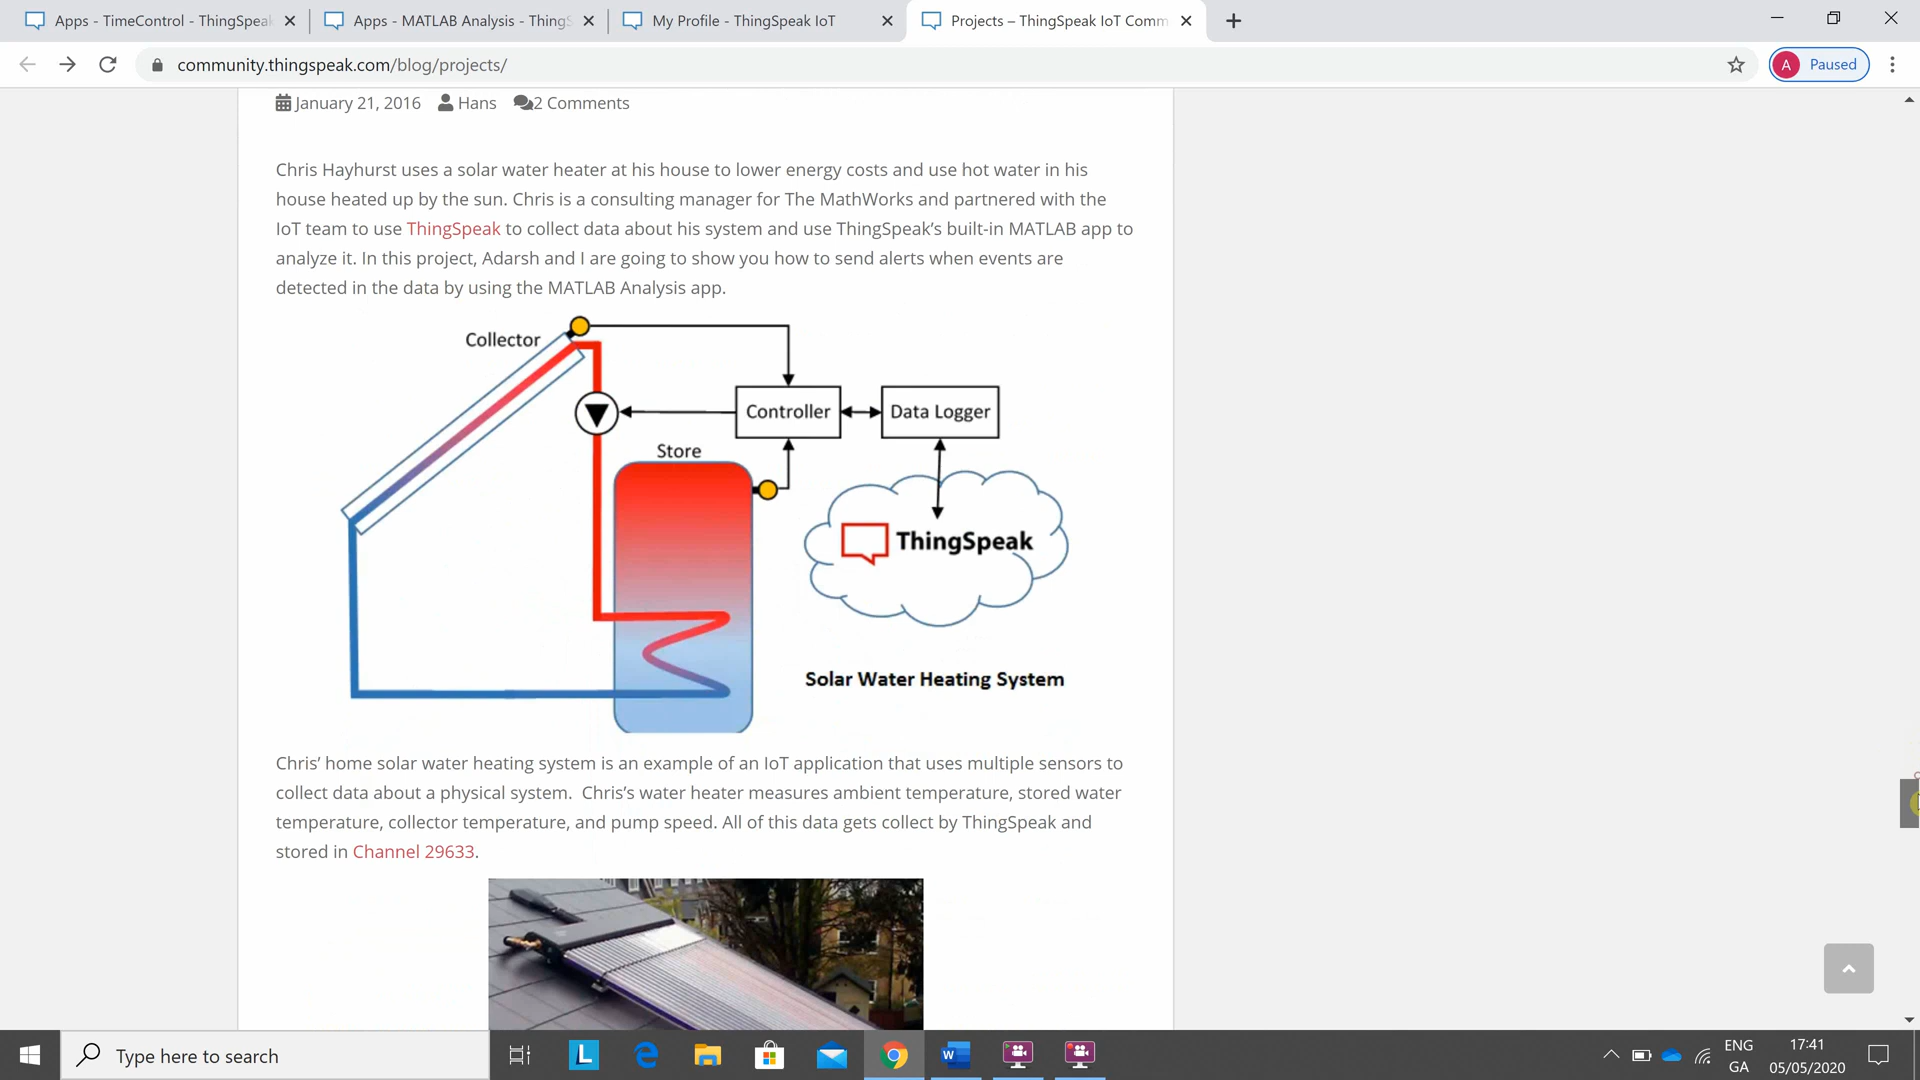 Apps - TimeControl - ThingSpeak
Apps - MATLAB Analysis - ThingS
My Profile - ThingSpeak IoT
Projects – ThingSpeak IoT Comm
community.thingspeak.com/blog/projects/
A Paused
January 21, 2016 Hans 2 Comments
Chris Hayhurst uses a solar water heater at his house to lower energy costs and use hot water in his
house heated up by the sun. Chris is a consulting manager for The MathWorks and partnered with the
IoT team to use ThingSpeak to collect data about his system and use ThingSpeak’s built-in MATLAB app to
analyze it. In this project, Adarsh and I are going to show you how to send alerts when events are
detected in the data by using the MATLAB Analysis app.
Collector
Controller
Data Logger
Store
ThingSpeak
Solar Water Heating System
Chris’ home solar water heating system is an example of an IoT application that uses multiple sensors to
collect data about a physical system.  Chris’s water heater measures ambient temperature, stored water
temperature, collector temperature, and pump speed. All of this data gets collect by ThingSpeak and
stored in Channel 29633.
Type here to search
L
W
ENG
GA
17:41
05/05/2020